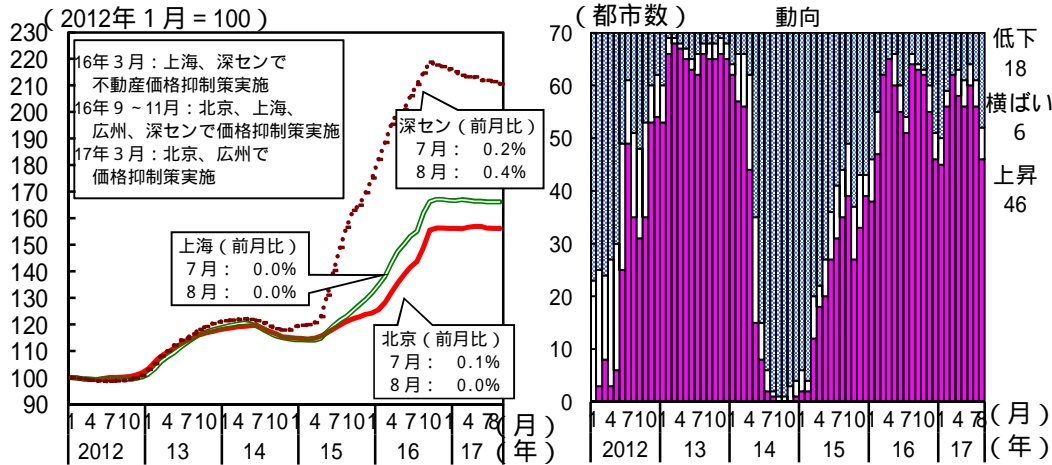 （2012年１月＝100）
230
220
210
200
190
180
170
160
150
140
130
120
110
100
90
16年３月：上海、深センで
不動産価格抑制策実施
16年９~11月：北京、上海、
広州、深センで価格抑制策実施
17年３月：北京、広州で
価格抑制策実施
深セン（前月比）
７月： 0.2%
８月： 0.4%
上海（前月比）
７月： 0.0%
８月： 0.0%
北京（前月比）
７月： 0.1%
８月： 0.0%
1 4 7 10 1 4 7 10 1 4 7 10 1 4 7 10 1 4 7 10 1 4 8（月）
2012 13 14 15 16 17（年）
（都市数） 動向
70
60
50
40
30
20
10
0
低下
18
横ばい
6
上昇
46
1 4 7 10 1 4 7 10 1 4 7 10 1 4 7 10 1 4 7 10 1 4 7 8（月）
2012 13 14 15 16 17（年）